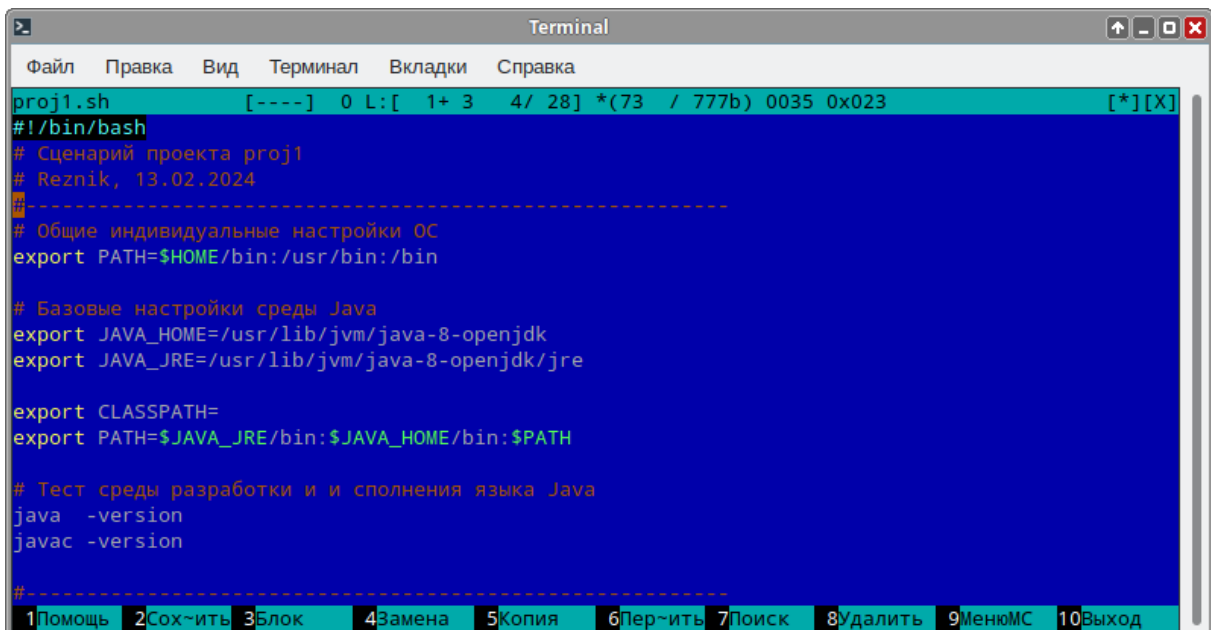 Terminal
Файл Правка Вид Терминал Вкладки Справка
proj1.sh [----] 0 L:[ 1+ 3 4/ 28] *(73 / 777b) 0035 0x023 [*][X]
#!/bin/bash
# Сценарий проекта proj1
# Reznik, 13.02.2024
#----------------------------------------------------------
# Общие индивидуальные настройки ОС
export PATH=$HOME/bin:/usr/bin:/bin
# Базовые настройки среды Java
export JAVA_HOME=/usr/lib/jvm/java-8-openjdk
export JAVA_JRE=/usr/lib/jvm/java-8-openjdk/jre
export CLASSPATH=
export PATH=$JAVA_JRE/bin:$JAVA_HOME/bin:$PATH
# Тест среды разработки и и сполнения языка Java
java  -version
javac -version
#----------------------------------------------------------
1Помощь 2Сох~ить 3Блок 4Замена 5Копия 6Пер~ить 7Поиск 8Удалить 9МенюМС 10Выход